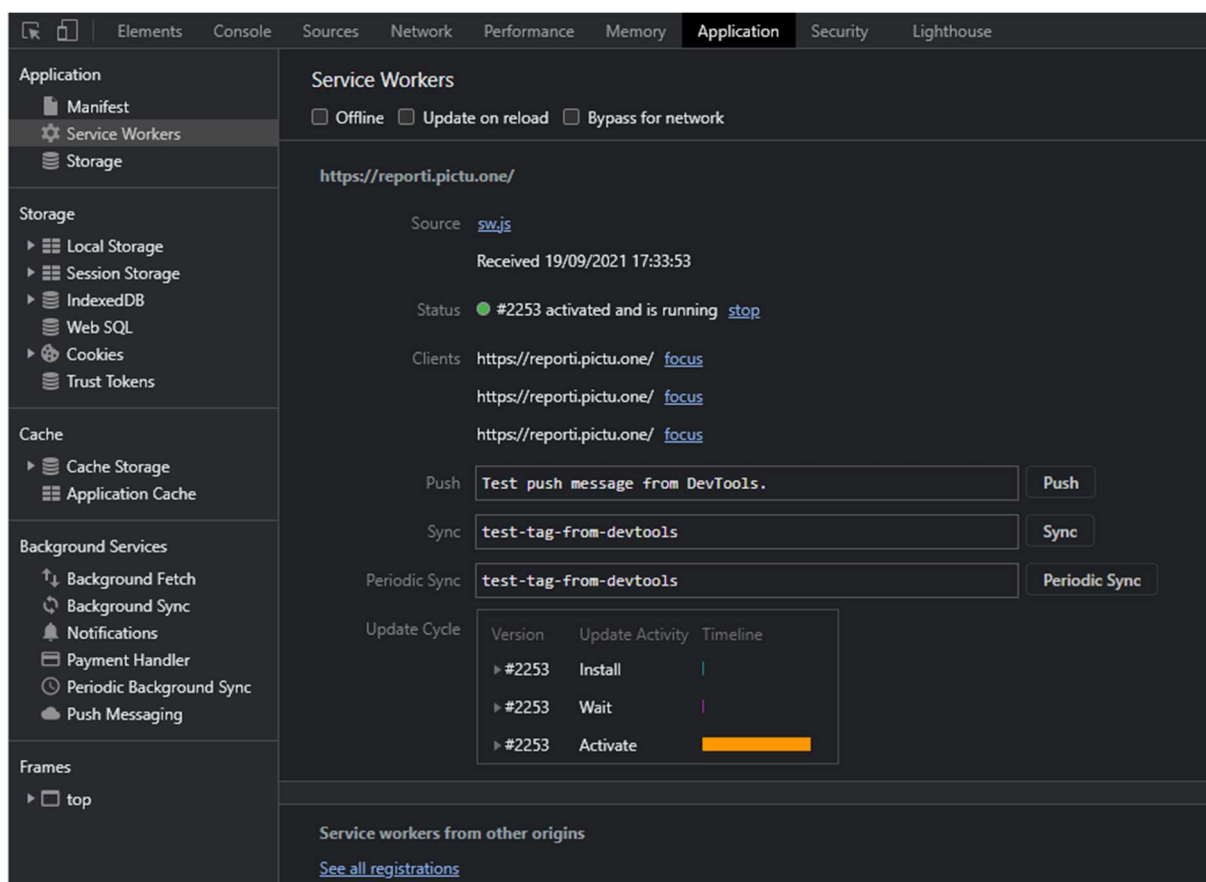 Elements Console Sources Network Performance Memory Application Security Lighthouse
Application
Manifest
Service Workers
Storage
Storage
Local Storage
Session Storage
IndexedDB
Web SQL
Cookies
Trust Tokens
Cache
Cache Storage
Application Cache
Background Services
Background Fetch
Background Sync
Notifications
Payment Handler
Periodic Background Sync
Push Messaging
Frames
top
Service Workers
Offline Update on reload Bypass for network
https://reporti.pictu.one/
Source sw.js
Received 19/09/2021 17:33:53
Status #2253 activated and is running stop
Clients https://reporti.pictu.one/ focus
https://reporti.pictu.one/ focus
https://reporti.pictu.one/ focus
Push Test push message from DevTools. Push
Sync test-tag-from-devtools Sync
Periodic Sync test-tag-from-devtools Periodic Sync
Update Cycle Version Update Activity Timeline
#2253 Install
#2253 Wait
#2253 Activate
Service workers from other origins
See all registrations